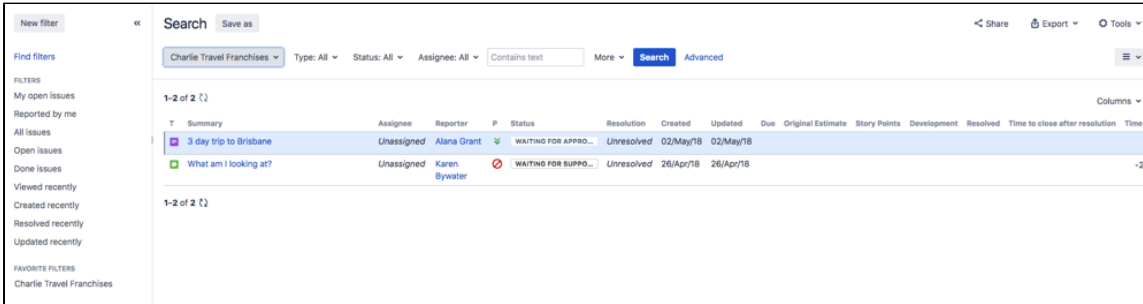 New filter
«
Search
Save as
Share
Export
Tools
Find filters
Charlie Travel Franchises
Type: All
Status: All
Assignee: All
Contains text
More
Search
Advanced
FILTERS
My open issues
Reported by me
All issues
Open issues
Done issues
Viewed recently
Created recently
Resolved recently
Updated recently
FAVORITE FILTERS
Charlie Travel Franchises
1–2 of 2
Columns
T Summary Assignee Reporter P Status Resolution Created Updated Due Original Estimate Story Points Development Resolved Time to close after resolution Time
3 day trip to Brisbane Unassigned Alana Grant WAITING FOR APPRO... Unresolved 02/May/18 02/May/18
What am I looking at? Unassigned Karen Bywater WAITING FOR SUPPO... Unresolved 26/Apr/18 26/Apr/18 -2
1–2 of 2